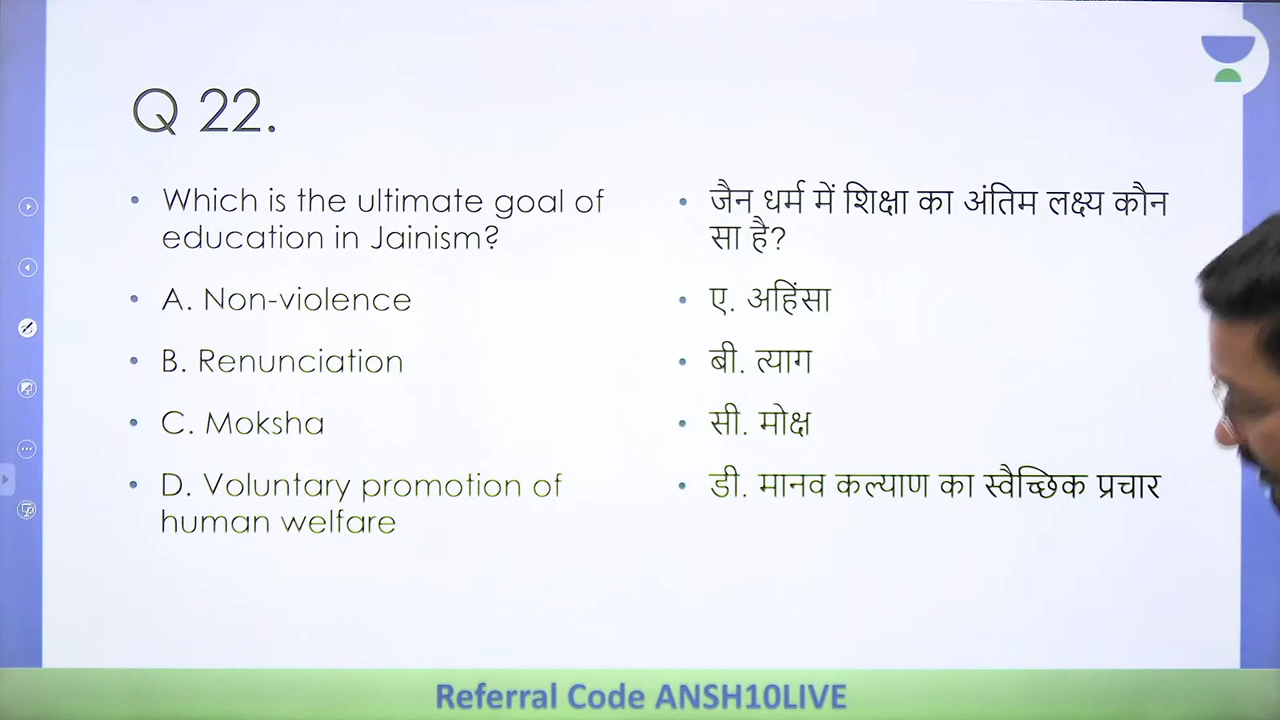 Q 22.
• Which is the ultimate goal of
education in Jainism?
• A. Non-violence
• B. Renunciation
• C. Moksha
• D. Voluntary promotion of
human welfare
• जैन धर्म में शिक्षा का अंतिम लक्ष्य कौन
सा है?
• ए. अहिंसा
• बी. त्याग
• सी. मोक्ष
• डी. मानव कल्याण का स्वैच्छिक प्रचार
Referral Code ANSH10LIVE